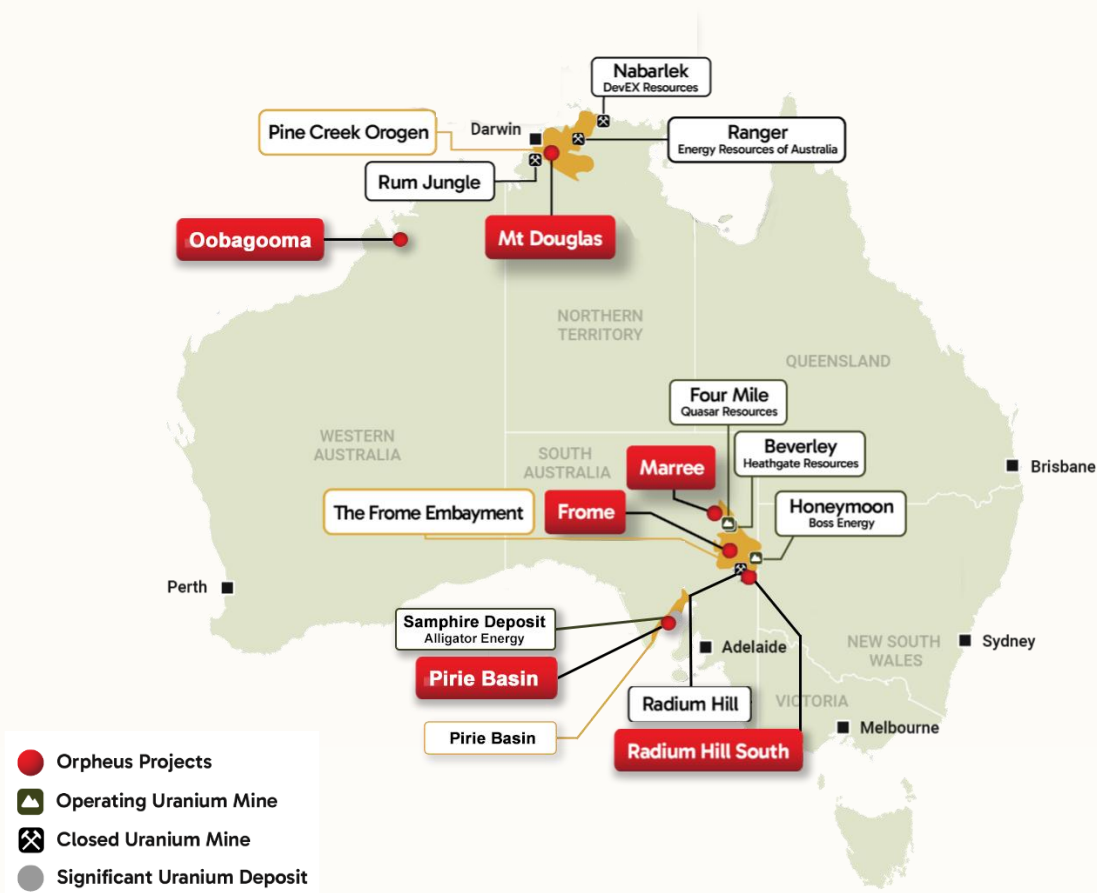 Nabarlek
DevEX Resources
Pine Creek Orogen
Darwin
Ranger
Energy Resources of Australia
Rum Jungle
Oobagooma
Mt Douglas
NORTHERN
TERRITORY
QUEENSLAND
Four Mile
Quasar Resources
WESTERN
AUSTRALIA
SOUTH
AUSTRALIA
Marree
Beverley
Heathgate Resources
Brisbane
The Frome Embayment
Frome
Honeymoon
Boss Energy
Perth
Samphire Deposit
Alligator Energy
Adelaide
NEW SOUTH
WALES
Sydney
Pirie Basin
Radium Hill
VICTORIA
Pirie Basin
Radium Hill South
Melbourne
Orpheus Projects
Operating Uranium Mine
Closed Uranium Mine
Significant Uranium Deposit